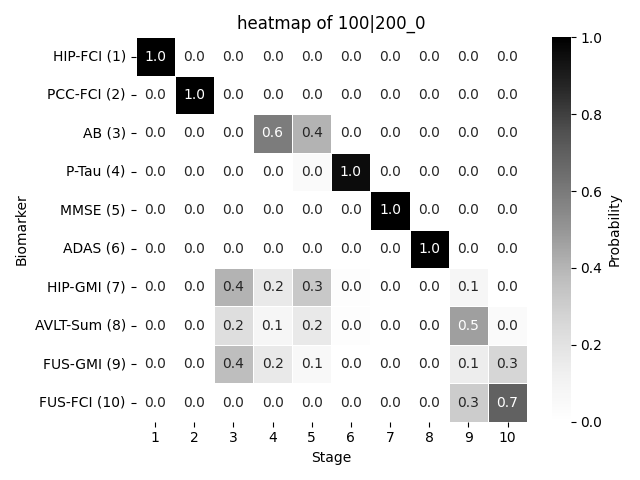 heatmap of 100|200_0
HIP-FCI (1) 1.0 0.0 0.0 0.0 0.0 0.0 0.0 0.0 0.0 0.0
PCC-FCI (2) 0.0 1.0 0.0 0.0 0.0 0.0 0.0 0.0 0.0 0.0
AB (3) 0.0 0.0 0.0 0.6 0.4 0.0 0.0 0.0 0.0 0.0
P-Tau (4) 0.0 0.0 0.0 0.0 0.0 1.0 0.0 0.0 0.0 0.0
MMSE (5) 0.0 0.0 0.0 0.0 0.0 0.0 1.0 0.0 0.0 0.0
ADAS (6) 0.0 0.0 0.0 0.0 0.0 0.0 0.0 1.0 0.0 0.0
HIP-GMI (7) 0.0 0.0 0.4 0.2 0.3 0.0 0.0 0.0 0.1 0.0
AVLT-Sum (8) 0.0 0.0 0.2 0.1 0.2 0.0 0.0 0.0 0.5 0.0
FUS-GMI (9) 0.0 0.0 0.4 0.2 0.1 0.0 0.0 0.0 0.1 0.3
FUS-FCI (10) 0.0 0.0 0.0 0.0 0.0 0.0 0.0 0.0 0.3 0.7
1 2 3 4 5 6 7 8 9 10
Stage
Biomarker
1.0
0.8
0.6
0.4
0.2
0.0
Probability